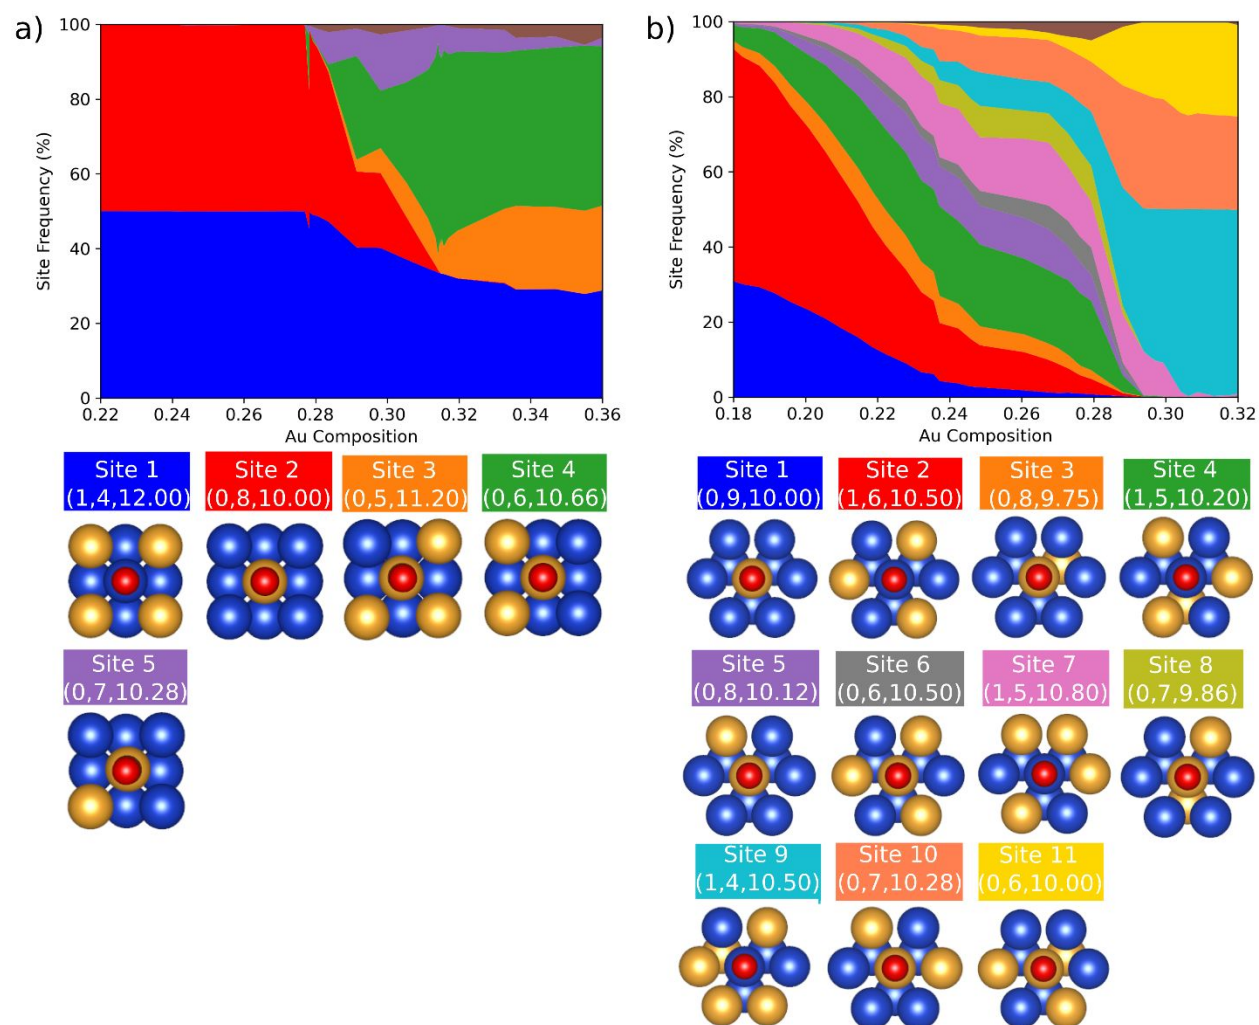 a)
100
80
60
40
20
0
Site Frequency (%)
0.22 0.24 0.26 0.28 0.30 0.32 0.34 0.36
Au Composition
Site 1
(1,4,12.00)
Site 2
(0,8,10.00)
Site 3
(0,5,11.20)
Site 4
(0,6,10.66)
Site 5
(0,7,10.28)
b)
100
80
60
40
20
0
Site Frequency (%)
0.18 0.20 0.22 0.24 0.26 0.28 0.30 0.32
Au Composition
Site 1
(0,9,10.00)
Site 2
(1,6,10.50)
Site 3
(0,8,9.75)
Site 4
(1,5,10.20)
Site 5
(0,8,10.12)
Site 6
(0,6,10.50)
Site 7
(1,5,10.80)
Site 8
(0,7,9.86)
Site 9
(1,4,10.50)
Site 10
(0,7,10.28)
Site 11
(0,6,10.00)